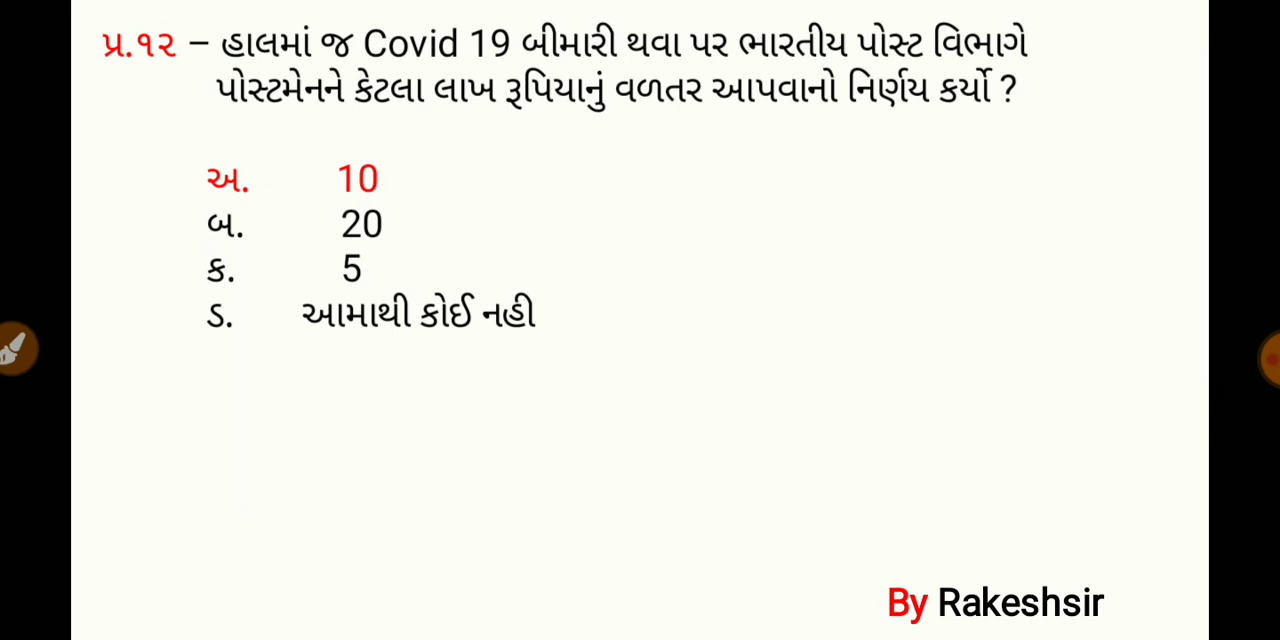 પ્ર.૧૨ – હાલમાં જ Covid 19 બીમારી થવા પર ભારતીય પોસ્ટ વિભાગે
પોસ્ટમેનને કેટલા લાખ રૂપિયાનું વળતર આપવાનો નિર્ણય કર્યો ?
અ. 10
બ. 20
ક. 5
ડ. આમાથી કોઈ નહી
By Rakeshsir